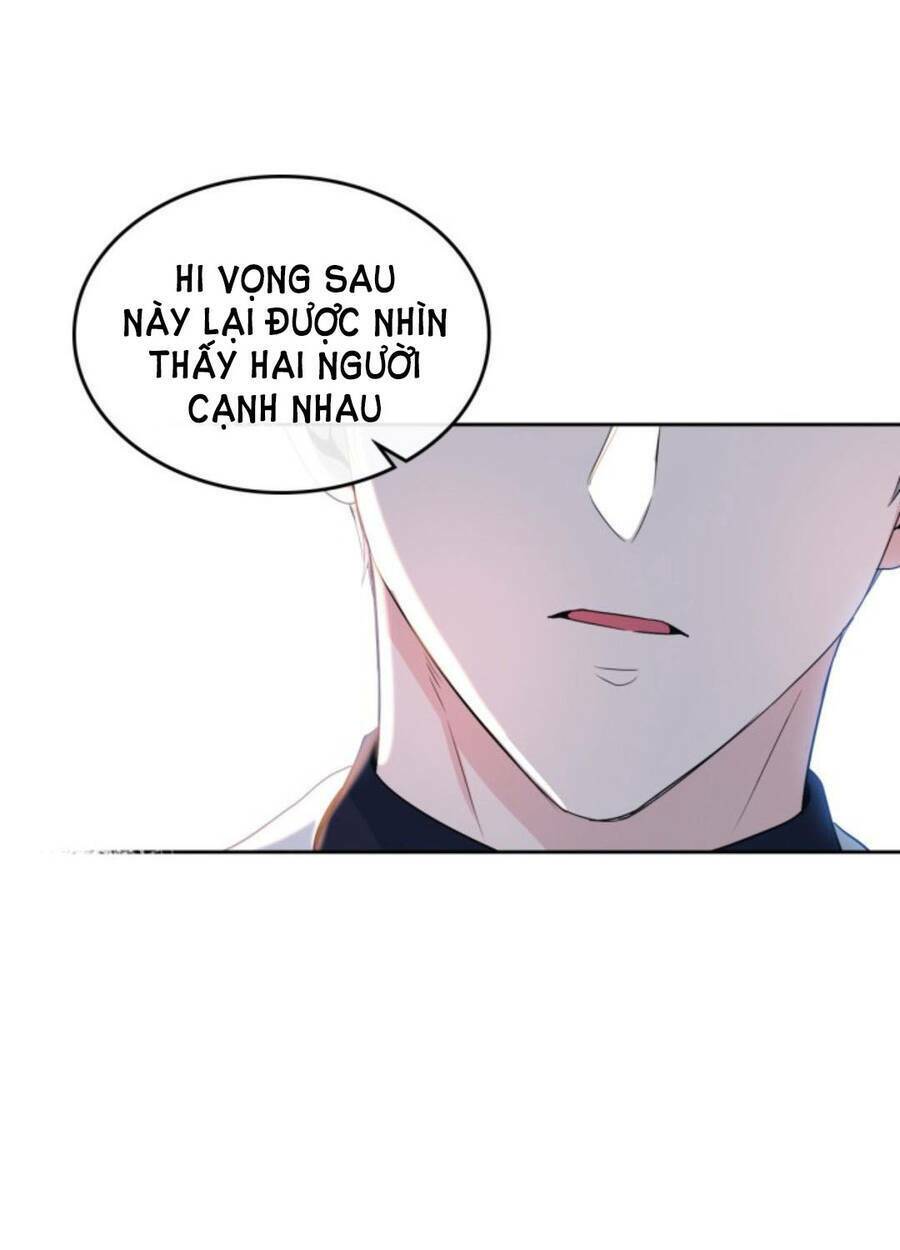 HI VỌNG SAU
NÀY LẠI ĐƯỢC NHÌN
THẤY HAI NGƯỜI
CẠNH NHAU